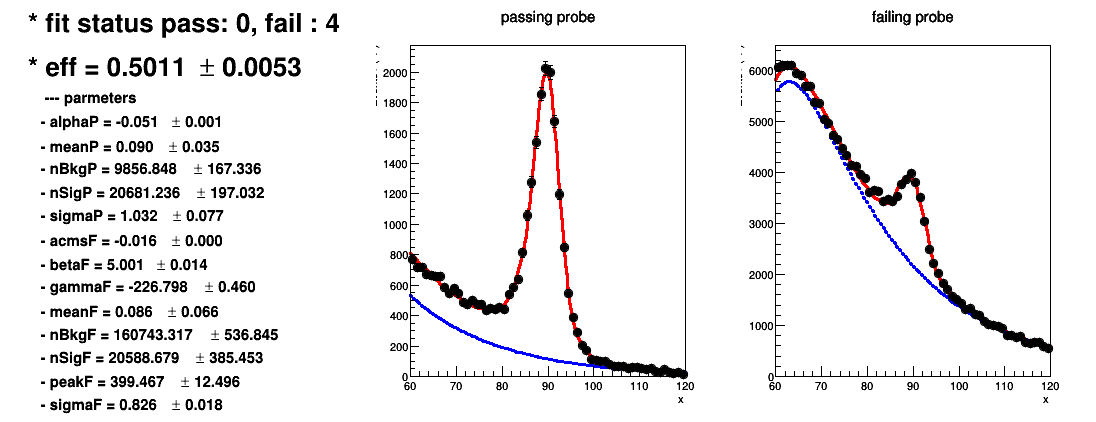 * fit status pass: 0, fail : 4
* eff = 0.5011 ± 0.0053
--- parmeters
- alphaP = -0.051 ± 0.001
- meanP = 0.090 ± 0.035
- nBkgP = 9856.848 ± 167.336
- nSigP = 20681.236 ± 197.032
- sigmaP = 1.032 ± 0.077
- acmsF = -0.016 ± 0.000
- betaF = 5.001 ± 0.014
- gammaF = -226.798 ± 0.460
- meanF = 0.086 ± 0.066
- nBkgF = 160743.317 ± 536.845
- nSigF = 20588.679 ± 385.453
- peakF = 399.467 ± 12.496
- sigmaF = 0.826 ± 0.018
passing probe
2000
1800
1600
1400
1200
1000
800
600
400
200
0
60 70 80 90 100 110 120
x
failing probe
6000
5000
4000
3000
2000
1000
0
60 70 80 90 100 110 120
x